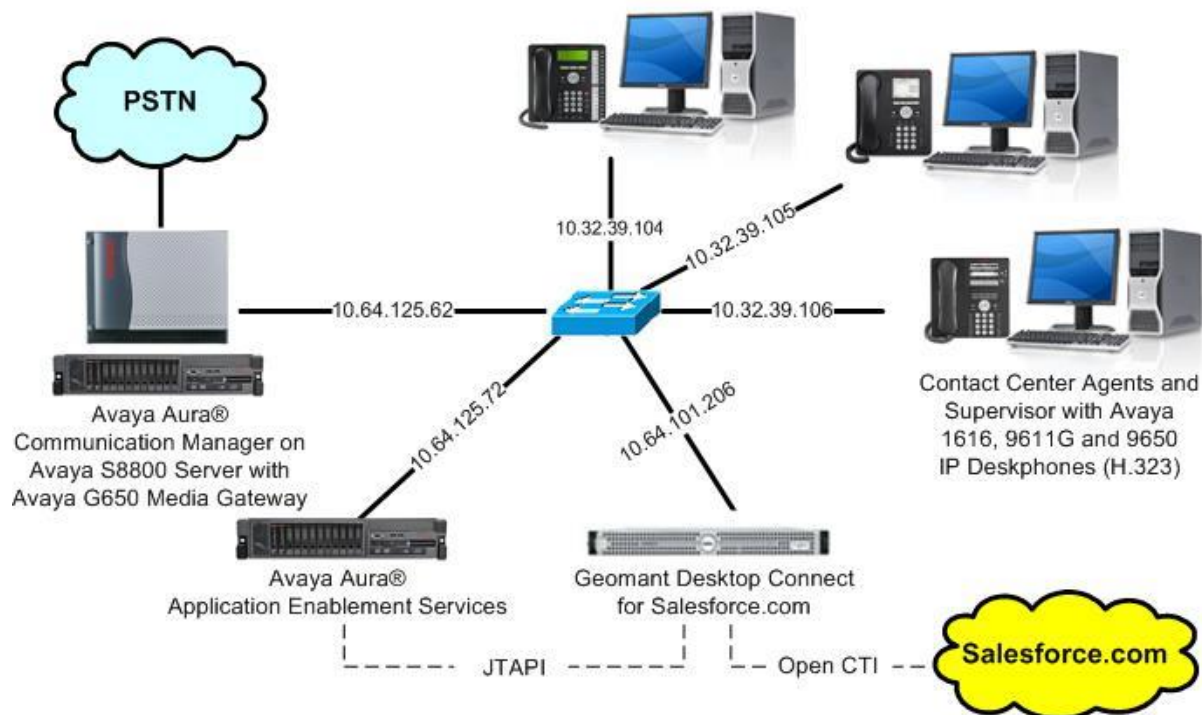 PSTN
10.32.39.104
10.32.39.105
10.64.125.62
10.32.39.106
Avaya Aura®
Communication Manager on
Avaya S8800 Server with
Avaya G650 Media Gateway
10.64.125.72
10.64.101.206
Contact Center Agents and
Supervisor with Avaya
1616, 9611G and 9650
IP Deskphones (H.323)
Avaya Aura®
Application Enablement Services
Geomant Desktop Connect
for Salesforce.com
JTAPI
Open CTI
Salesforce.com